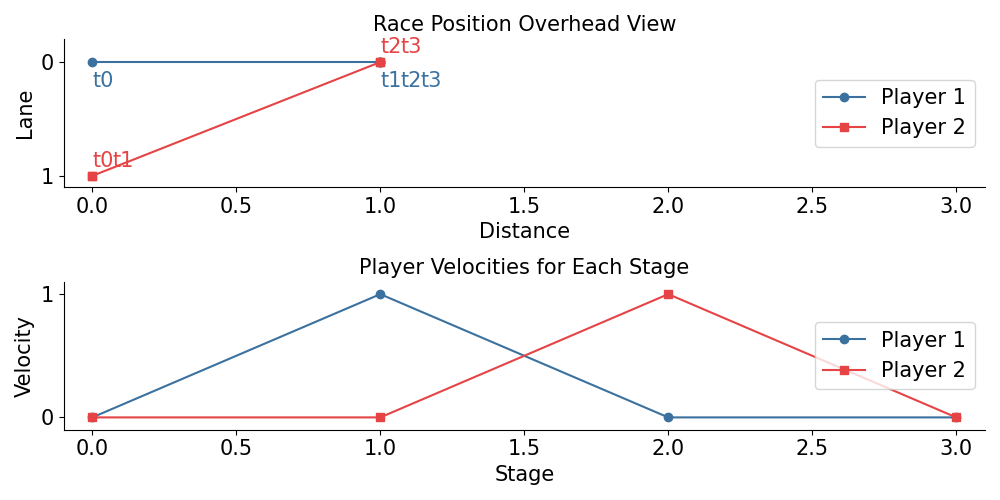 Race Position Overhead View
t2t3
0
t0
t1t2t3
Lane
Player 1
Player 2
t0t1
1
0.0 0.5 1.0 1.5 2.0 2.5 3.0
Distance
Player Velocities for Each Stage
1
Velocity
Player 1
Player 2
0
0.0 0.5 1.0 1.5 2.0 2.5 3.0
Stage